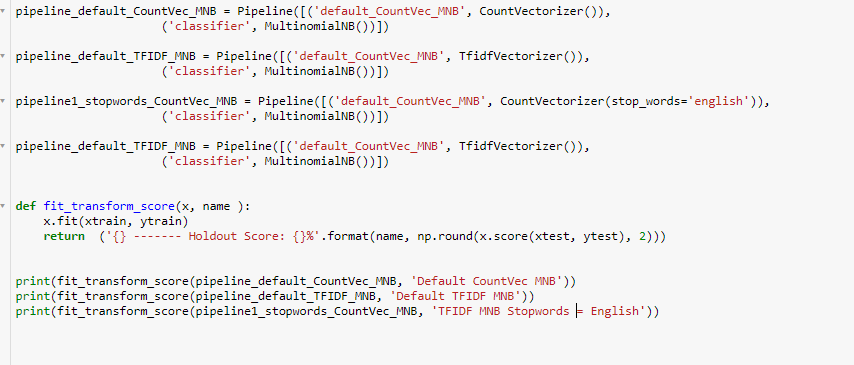 pipeline_default_CountVec_MNB = Pipeline([('default_CountVec_MNB', CountVectorizer()),
('classifier', MultinomialNB())])
pipeline_default_TFIDF_MNB = Pipeline([('default_CountVec_MNB', TfidfVectorizer()),
('classifier', MultinomialNB())])
pipeline1_stopwords_CountVec_MNB = Pipeline([('default_CountVec_MNB', CountVectorizer(stop_words='english')),
('classifier', MultinomialNB())])
pipeline_default_TFIDF_MNB = Pipeline([('default_CountVec_MNB', TfidfVectorizer()),
('classifier', MultinomialNB())])
def fit_transform_score(x, name ):
x.fit(xtrain, ytrain)
return  ('{} ------- Holdout Score: {}%'.format(name, np.round(x.score(xtest, ytest), 2)))
print(fit_transform_score(pipeline_default_CountVec_MNB, 'Default CountVec MNB'))
print(fit_transform_score(pipeline_default_TFIDF_MNB, 'Default TFIDF MNB'))
print(fit_transform_score(pipeline1_stopwords_CountVec_MNB, 'TFIDF MNB Stopwords = English'))